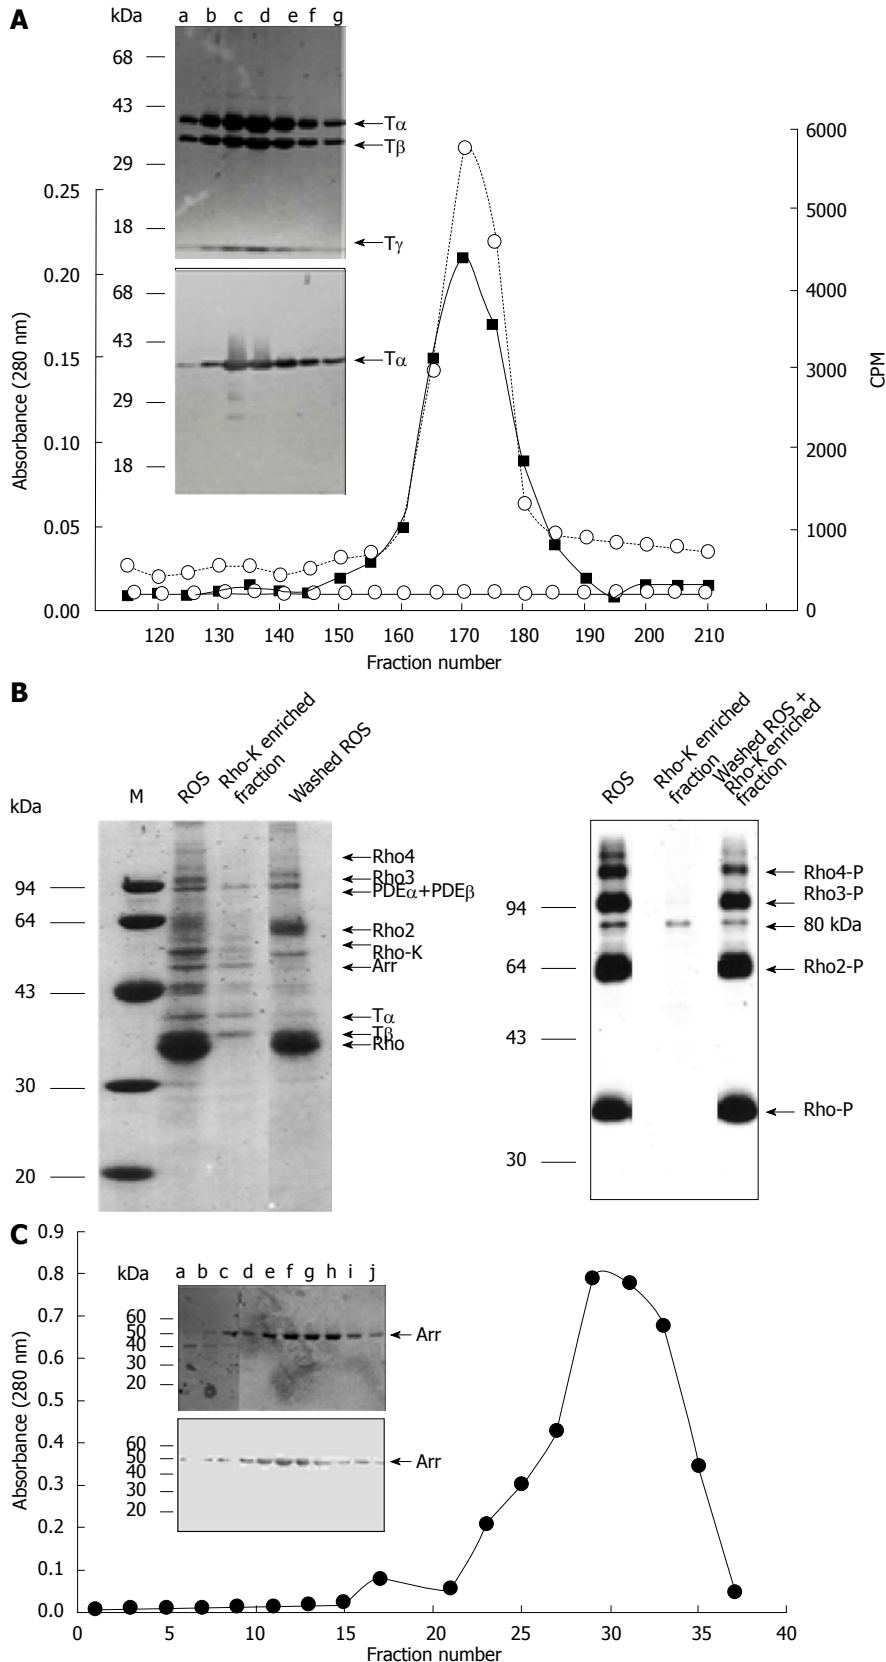 A
kDa a b c d e f g
68
43
29
18
Tα
Tβ
Tγ
68
43
29
18
Tα
0.25
0.20
0.15
0.10
0.05
0.00
Absorbance (280 nm)
6000
5000
4000
3000
2000
1000
0
CPM
120 130 140 150 160 170 180 190 200 210
Fraction number
B
kDa
M
ROS
Rho-K enriched
fraction
Washed ROS
94
64
43
30
20
Rho4
Rho3
PDEα+PDEβ
Rho2
Rho-K
Arr
Tα
Tβ
Rho
ROS
Rho-K enriched
fraction
Washed ROS +
Rho-K enriched
fraction
94
64
43
30
Rho4-P
Rho3-P
80 kDa
Rho2-P
Rho-P
C
kDa a b c d e f g h i j
60
50
40
30
20
Arr
60
50
40
30
20
Arr
0.9
0.8
0.7
0.6
0.5
0.4
0.3
0.2
0.1
0.0
Absorbance (280 nm)
0 5 10 15 20 25 30 35 40
Fraction number